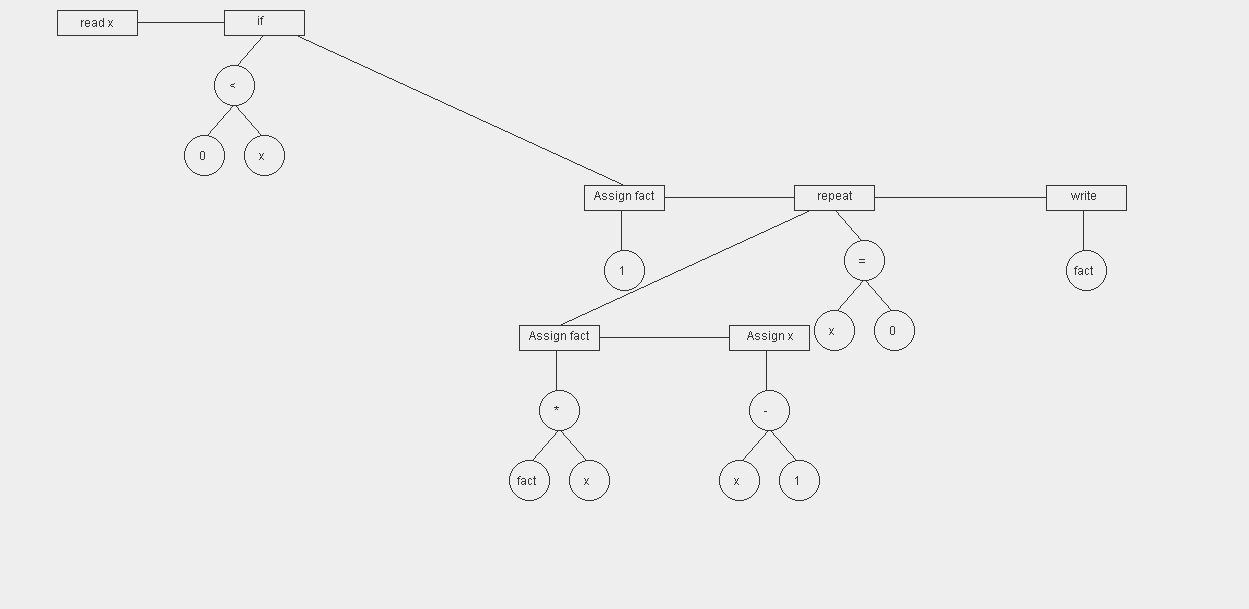 read x
if
<
0
x
Assign fact
repeat
write
1
=
fact
Assign fact
Assign x
x
0
*
-
fact
x
x
1